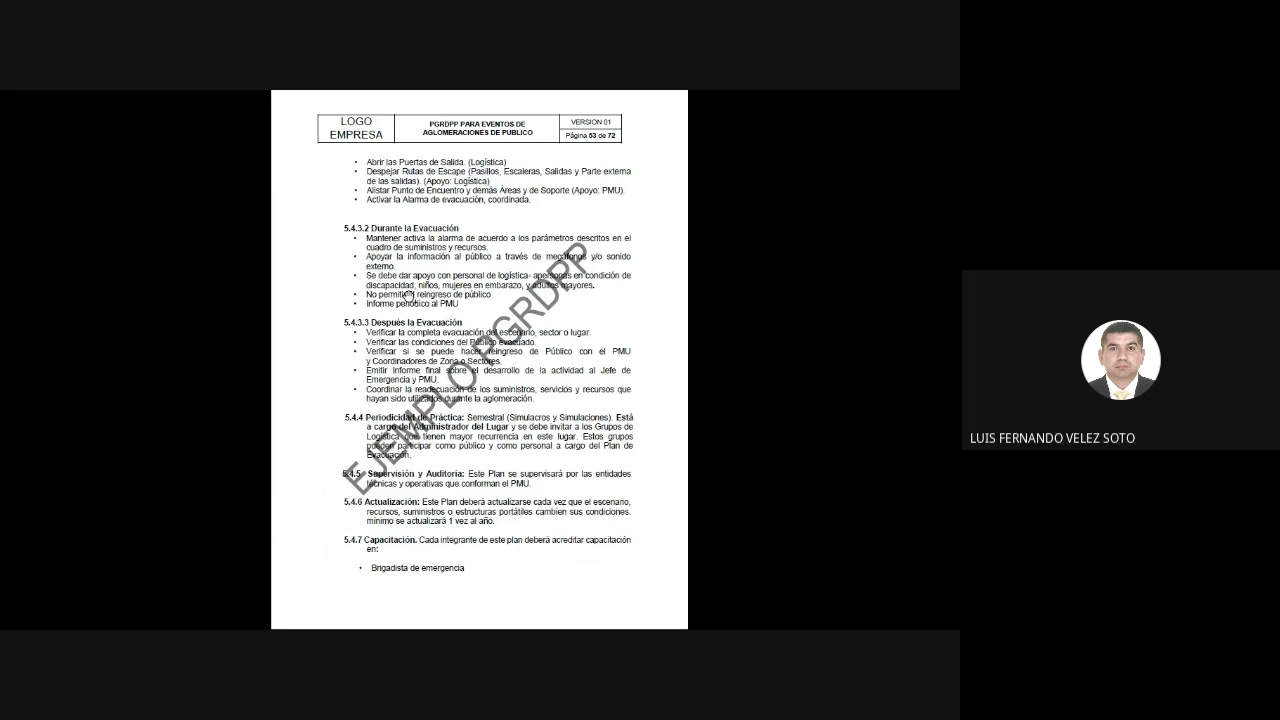 LOGO
EMPRESA
PGRDPP PARA EVENTOS DE
AGLOMERACIONES DE PUBLICO
VERSION 01
Página 53 de 72
• Abrir las Puertas de Salida. (Logística)
• Despejar Rutas de Escape (Pasillos, Escaleras, Salidas y Parte externa
de las salidas). (Apoyo: Logística)
• Alistar Punto de Encuentro y demás Áreas y de Soporte (Apoyo: PMU).
• Activar la Alarma de evacuación, coordinada.
5.4.3.2 Durante la Evacuación
• Mantener activa la alarma de acuerdo a los parámetros descritos en el
cuadro de suministros y recursos.
• Apoyar la información al público a través de megáfonos y/o sonido
externo.
• Se debe dar apoyo con personal de logística- apersonas en condición de
discapacidad, niños, mujeres en embarazo, y adultos mayores.
• No permitir reingreso de público
• Informe periódico al PMU
5.4.3.3 Después la Evacuación
• Verificar la completa evacuación del escenario, sector o lugar.
• Verificar las condiciones del Público evacuado.
• Verificar si se puede hacer reingreso de Público con el PMU
y Coordinadores de Zona o Sectores.
• Emitir Informe final sobre el desarrollo de la actividad al Jefe de
Emergencia y PMU.
• Coordinar la readecuación de los suministros, servicios y recursos que
hayan sido utilizados durante la aglomeración.
5.4.4 Periodicidad de Práctica: Semestral (Simulacros y Simulaciones). Está
a cargo del Administrador del Lugar y se debe invitar a los Grupos de
Logística que tienen mayor recurrencia en este lugar. Estos grupos
pueden participar como público y como personal a cargo del Plan de
Evacuación.
5.4.5 Supervisión y Auditoria: Este Plan se supervisará por las entidades
técnicas y operativas que conforman el PMU.
5.4.6 Actualización: Este Plan deberá actualizarse cada vez que el escenario,
recursos, suministros o estructuras portátiles cambien sus condiciones.
mínimo se actualizará 1 vez al año.
5.4.7 Capacitación. Cada integrante de este plan deberá acreditar capacitación
en:
• Brigadista de emergencia
EJEMPLO PGRDPP
LUIS FERNANDO VELEZ SOTO